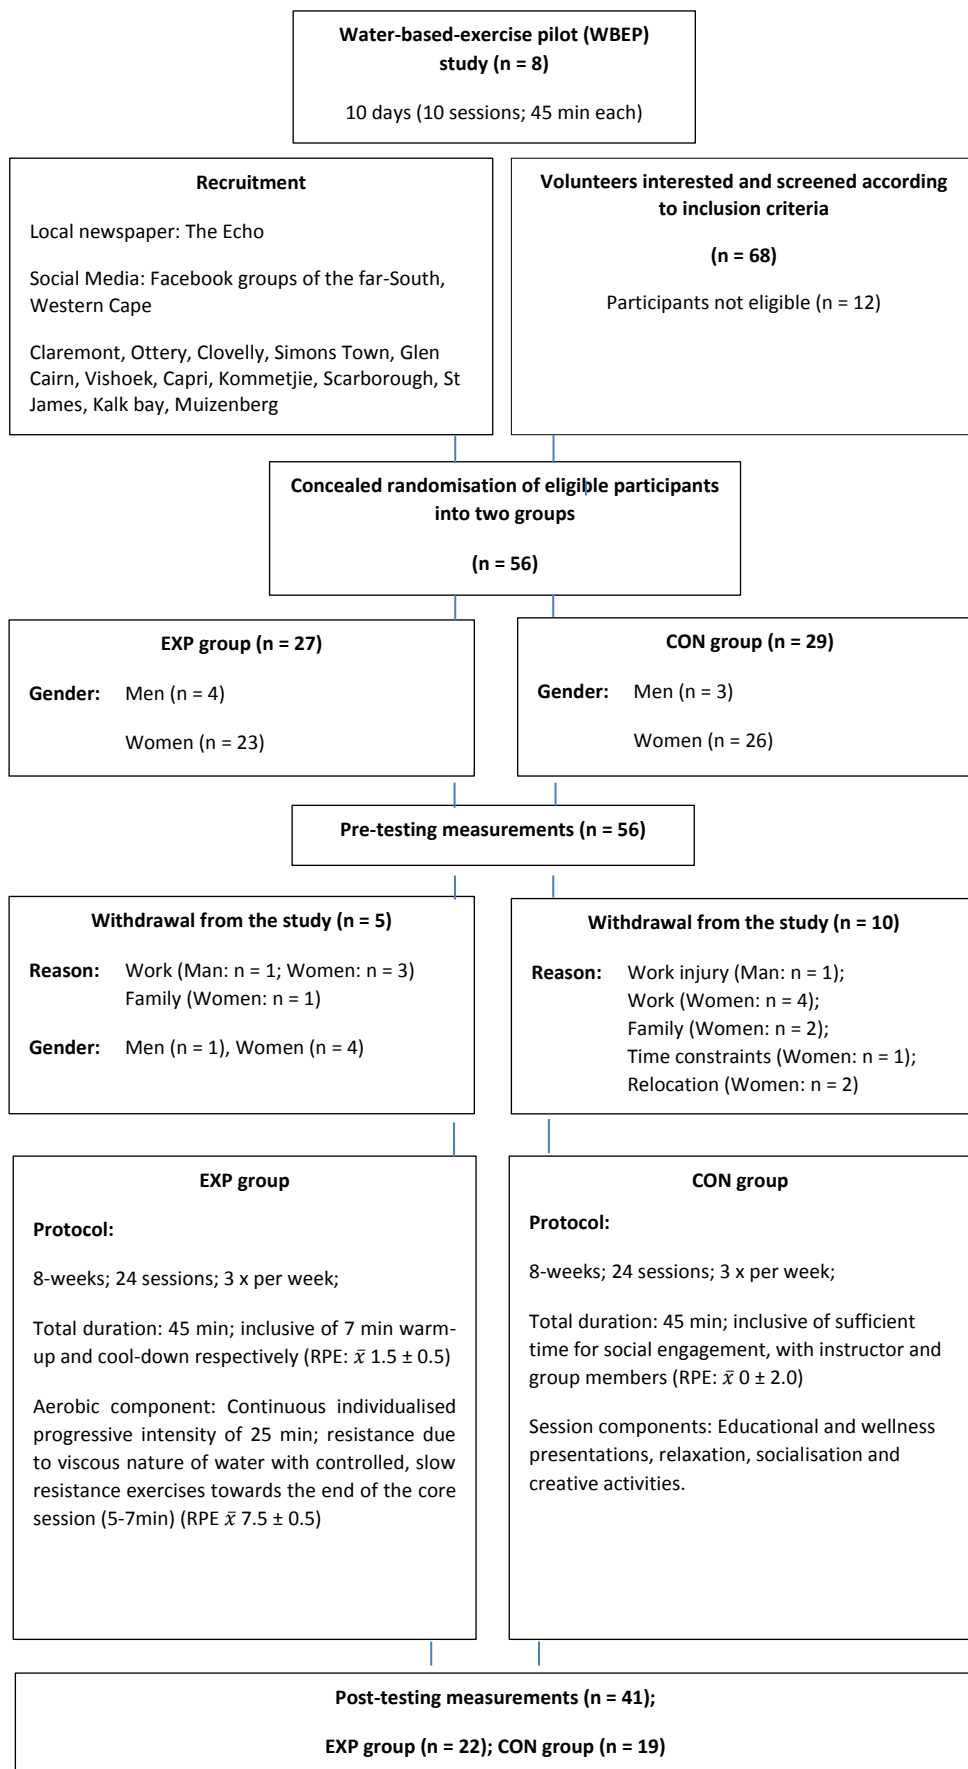 Water-based-exercise pilot (WBEP)
study (n = 8)
10 days (10 sessions; 45 min each)
Recruitment
Local newspaper: The Echo
Social Media: Facebook groups of the far-South,
Western Cape
Claremont, Ottery, Clovelly, Simons Town, Glen
Cairn, Vishoek, Capri, Kommetjie, Scarborough, St
James, Kalk bay, Muizenberg
Volunteers interested and screened according
to inclusion criteria
(n = 68)
Participants not eligible (n = 12)
Concealed randomisation of eligible participants
into two groups
(n = 56)
EXP group (n = 27)
Gender: Men (n = 4)
Women (n = 23)
CON group (n = 29)
Gender: Men (n = 3)
Women (n = 26)
Pre-testing measurements (n = 56)
Withdrawal from the study (n = 5)
Reason: Work (Man: n = 1; Women: n = 3)
Family (Women: n = 1)
Gender: Men (n = 1), Women (n = 4)
Withdrawal from the study (n = 10)
Reason: Work injury (Man: n = 1);
Work (Women: n = 4);
Family (Women: n = 2);
Time constraints (Women: n = 1);
Relocation (Women: n = 2)
EXP group
Protocol:
8-weeks; 24 sessions; 3 x per week;
Total duration: 45 min; inclusive of 7 min warm-
up and cool-down respectively (RPE: x̄ 1.5 ± 0.5)
Aerobic component: Continuous individualised
progressive intensity of 25 min; resistance due
to viscous nature of water with controlled, slow
resistance exercises towards the end of the core
session (5-7min) (RPE x̄ 7.5 ± 0.5)
CON group
Protocol:
8-weeks; 24 sessions; 3 x per week;
Total duration: 45 min; inclusive of sufficient
time for social engagement, with instructor and
group members (RPE: x̄ 0 ± 2.0)
Session components: Educational and wellness
presentations, relaxation, socialisation and
creative activities.
Post-testing measurements (n = 41);
EXP group (n = 22); CON group (n = 19)